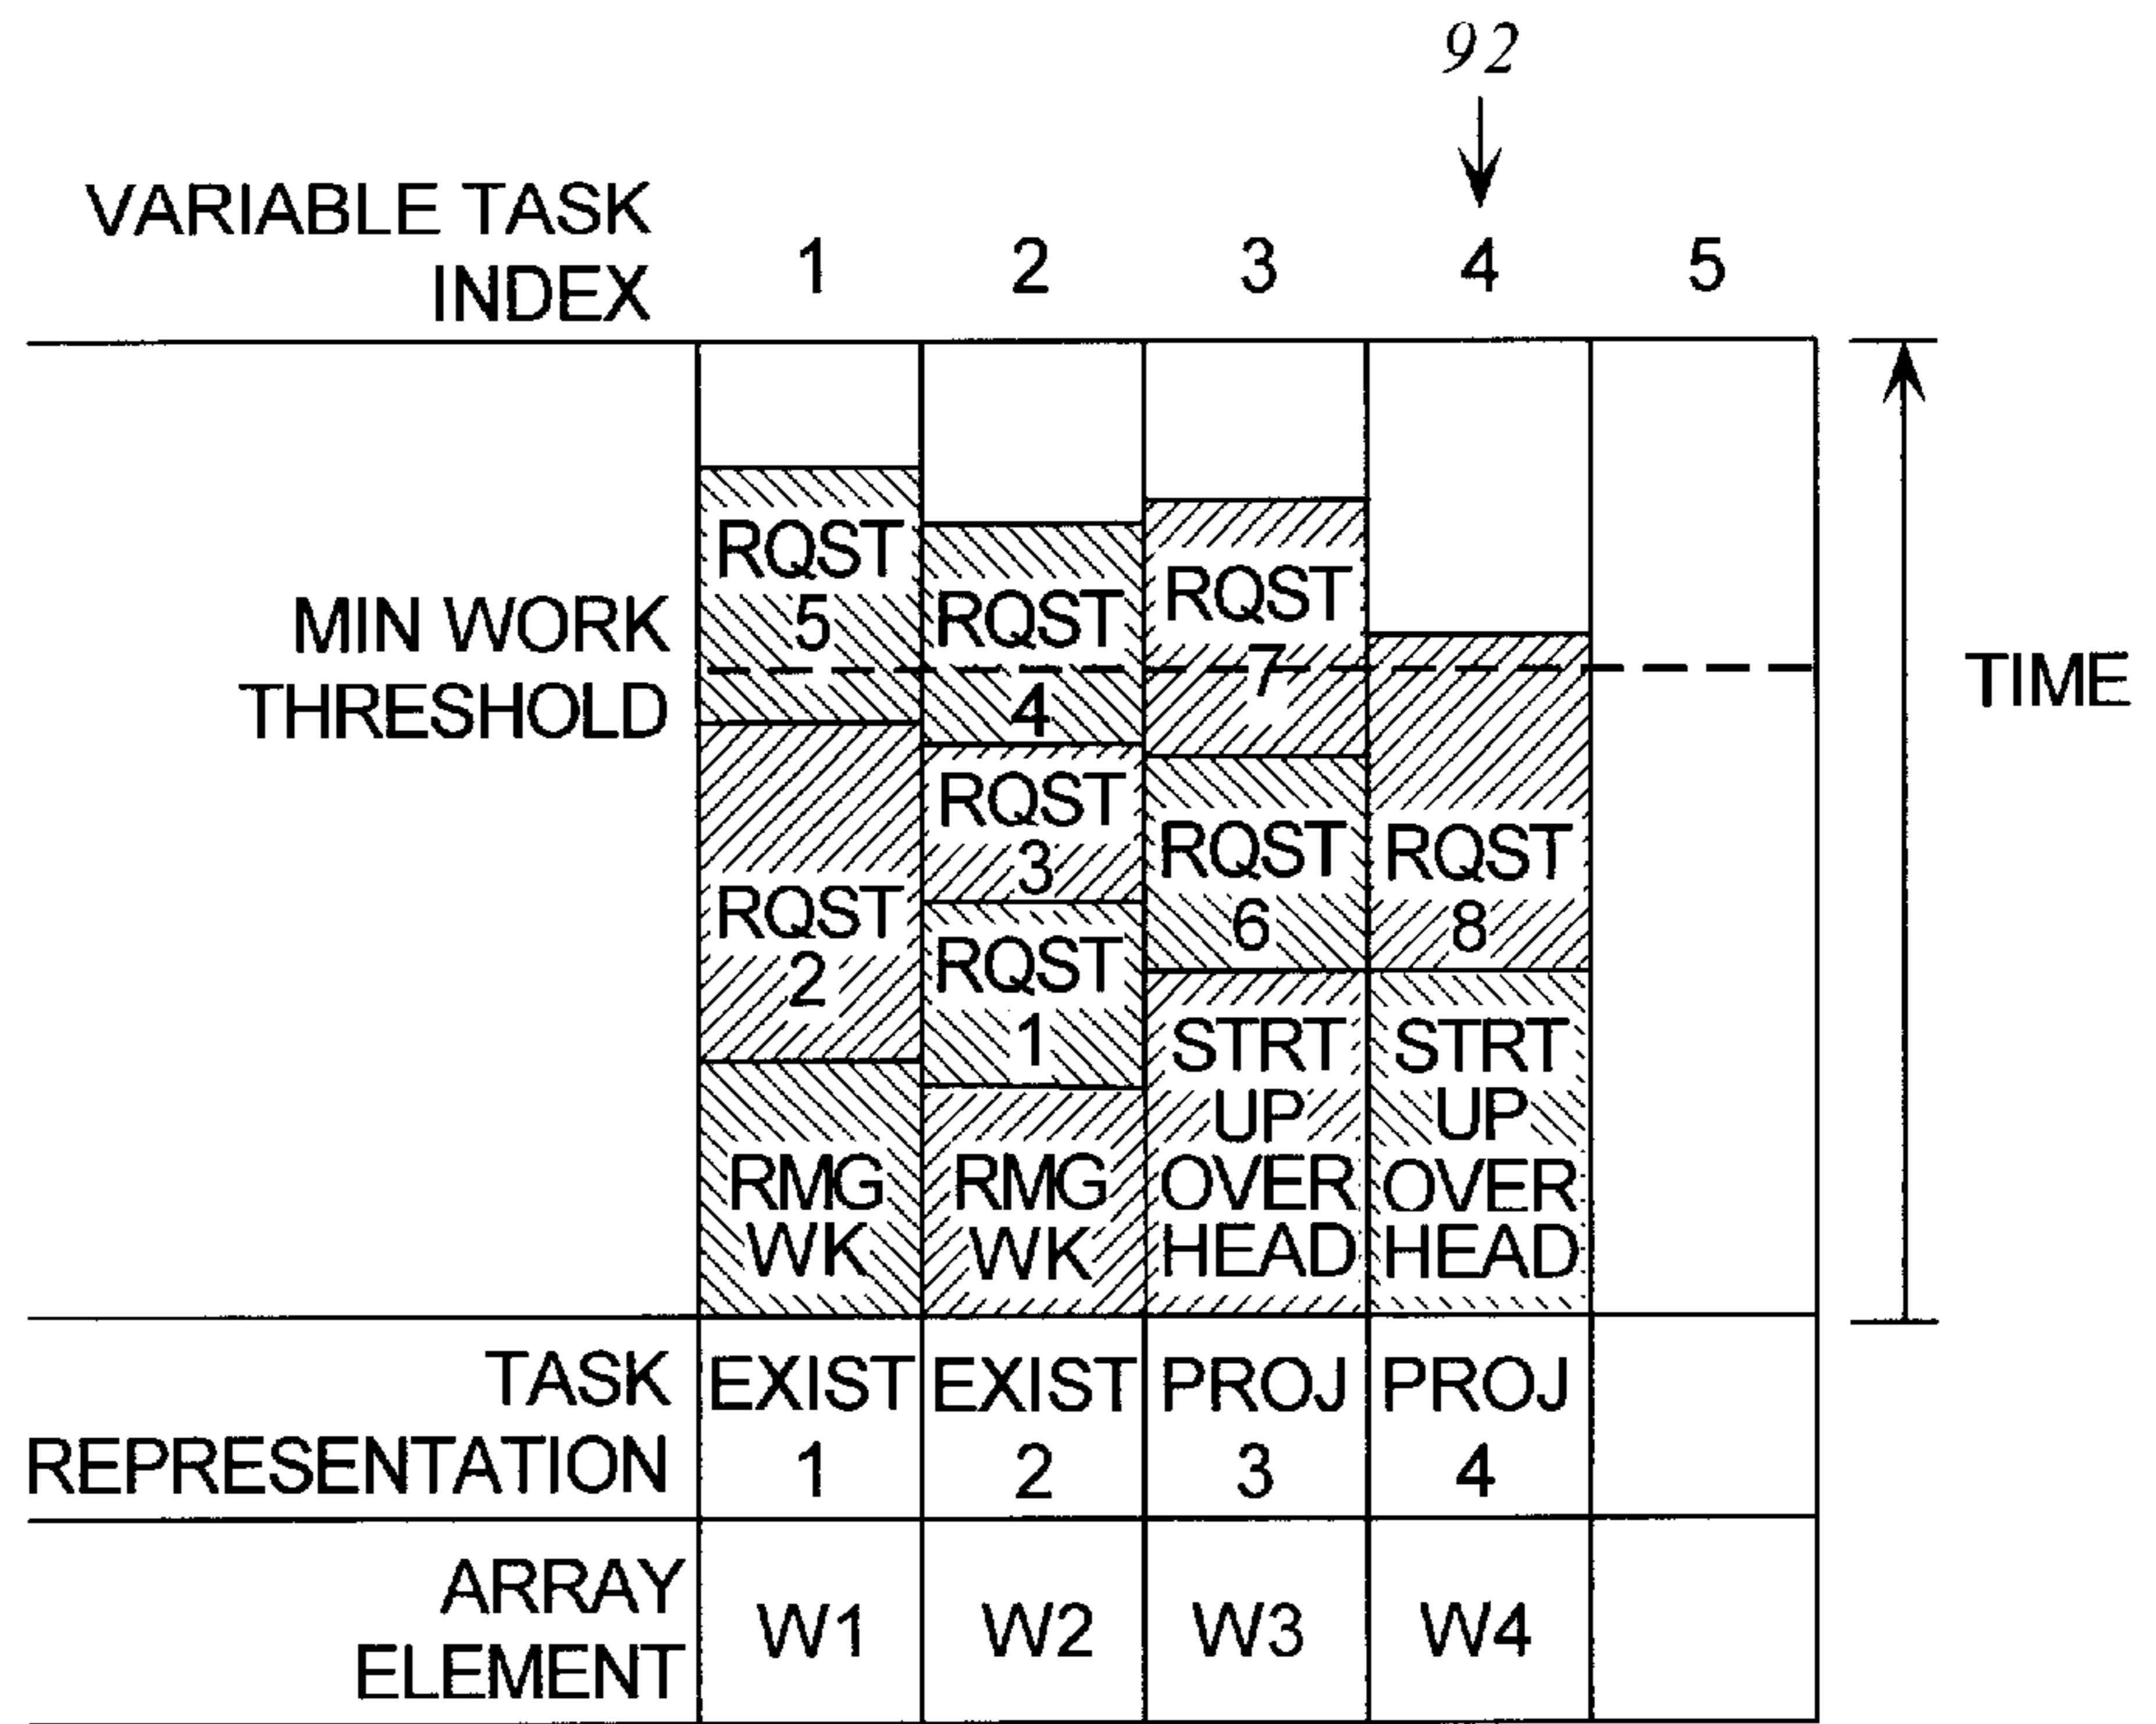 92
VARIABLE TASK
INDEX
1 2 3 4 5
MIN WORK
THRESHOLD
TIME
RQST
5
RQST
2
RMG
WK
RQST
4
RQST
3
RQST
1
RMG
WK
RQST
7
RQST
6
STRT
UP
OVER
HEAD
RQST
8
STRT
UP
OVER
HEAD
TASK
REPRESENTATION
EXIST
1
EXIST
2
PROJ
3
PROJ
4
ARRAY
ELEMENT
W1 W2 W3 W4